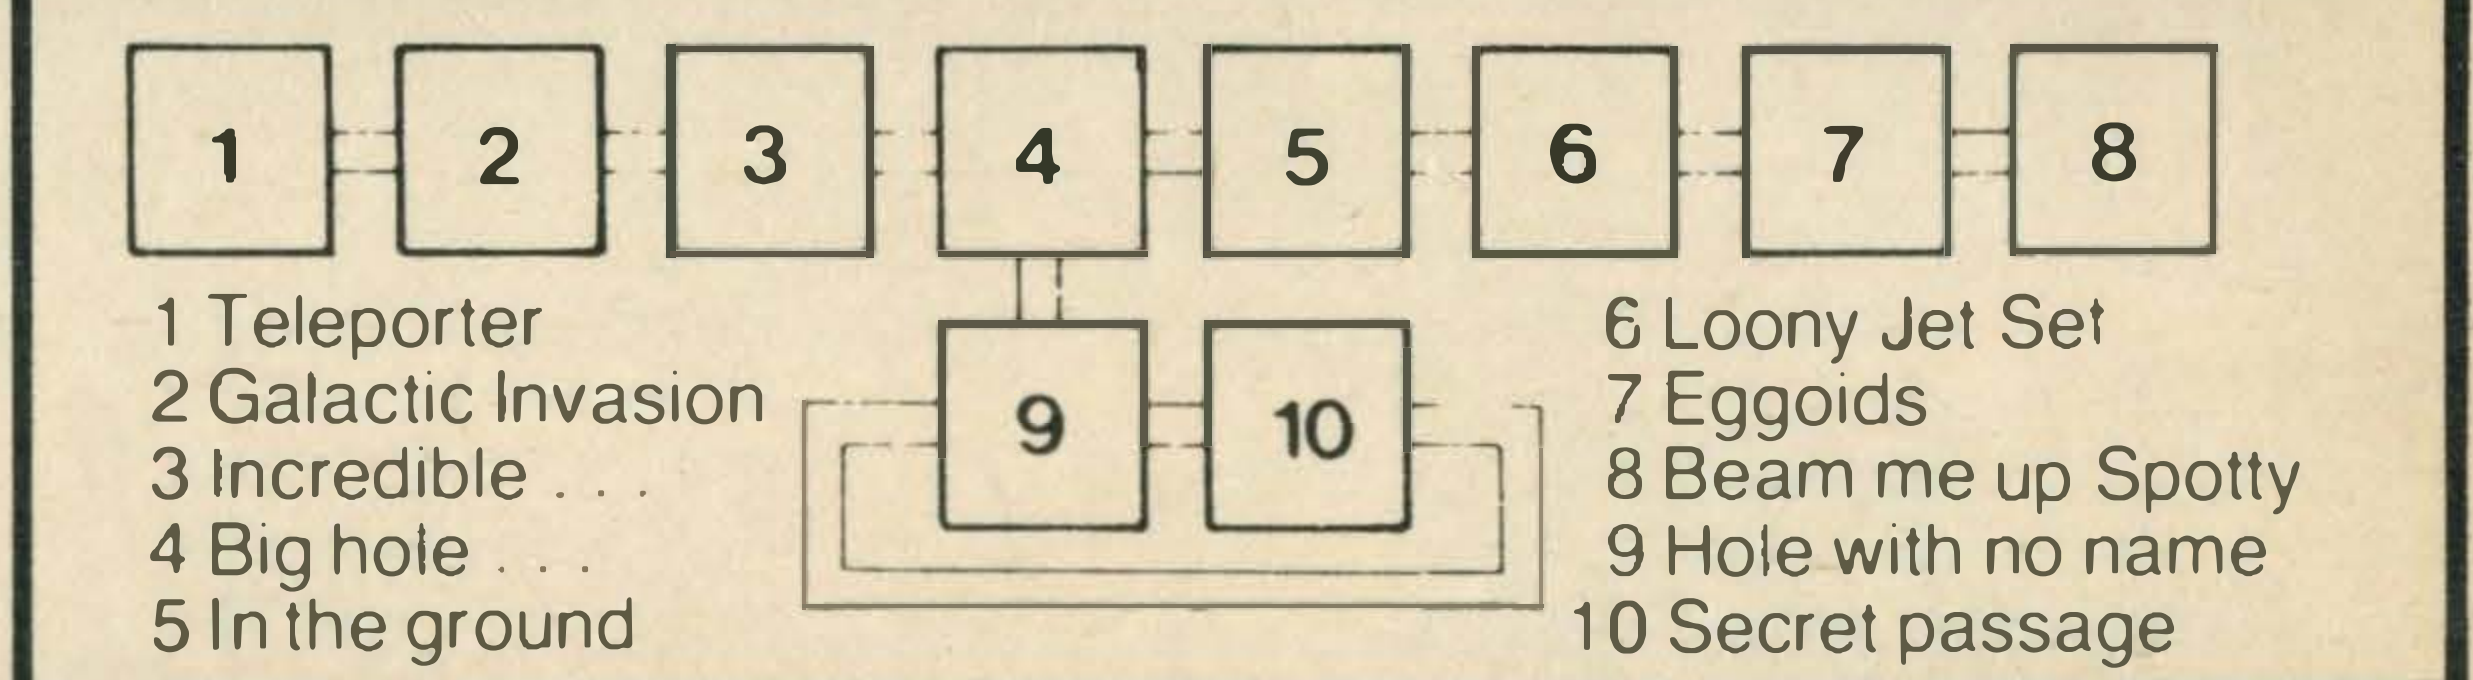 1 2 3 4 5 6 7 8
9 10
1 Teleporter
2 Galactic Invasion
3 Incredible . . .
4 Big hole . . .
5 In the ground
6 Loony Jet Set
7 Eggoids
8 Beam me up Spotty
9 Hole with no name
10 Secret passage